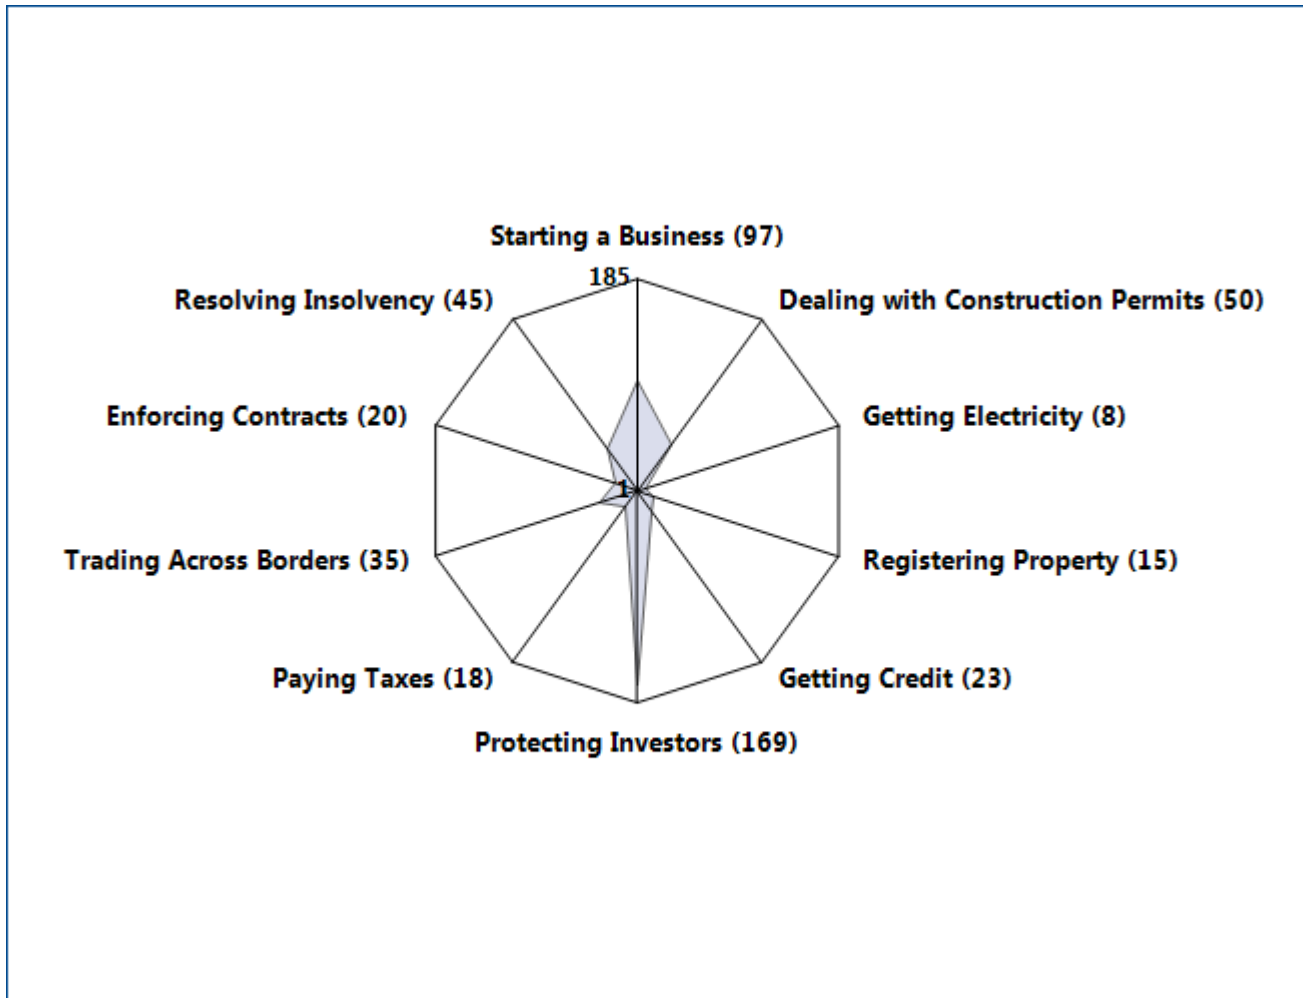 Starting a Business (97)
185
Resolving Insolvency (45)
Dealing with Construction Permits (50)
Enforcing Contracts (20)
Getting Electricity (8)
1
Trading Across Borders (35)
Registering Property (15)
Paying Taxes (18)
Getting Credit (23)
Protecting Investors (169)